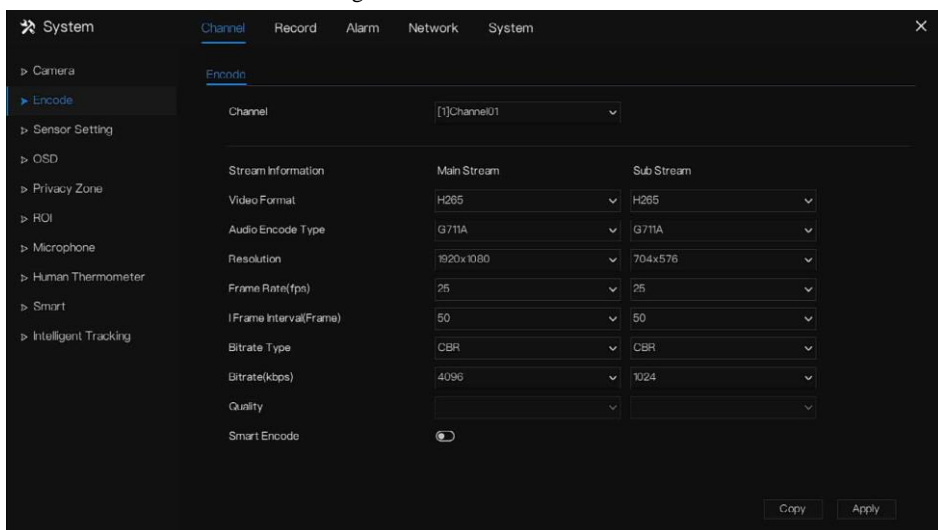 System Channel Record Alarm Network System
Camera
Encode
Encode
Channel [1]Channel01
Sensor Setting
OSD
Stream Information Main Stream Sub Stream
Privacy Zone
Video Format H265 H265
ROI
Audio Encode Type G711A G711A
Microphone
Resolution 1920x1080 704x576
Human Thermometer
Frame Rate(fps) 25 25
Smart
I Frame Interval(Frame) 50 50
Intelligent Tracking
Bitrate Type CBR CBR
Bitrate(kbps) 4096 1024
Quality
Smart Encode
Copy Apply